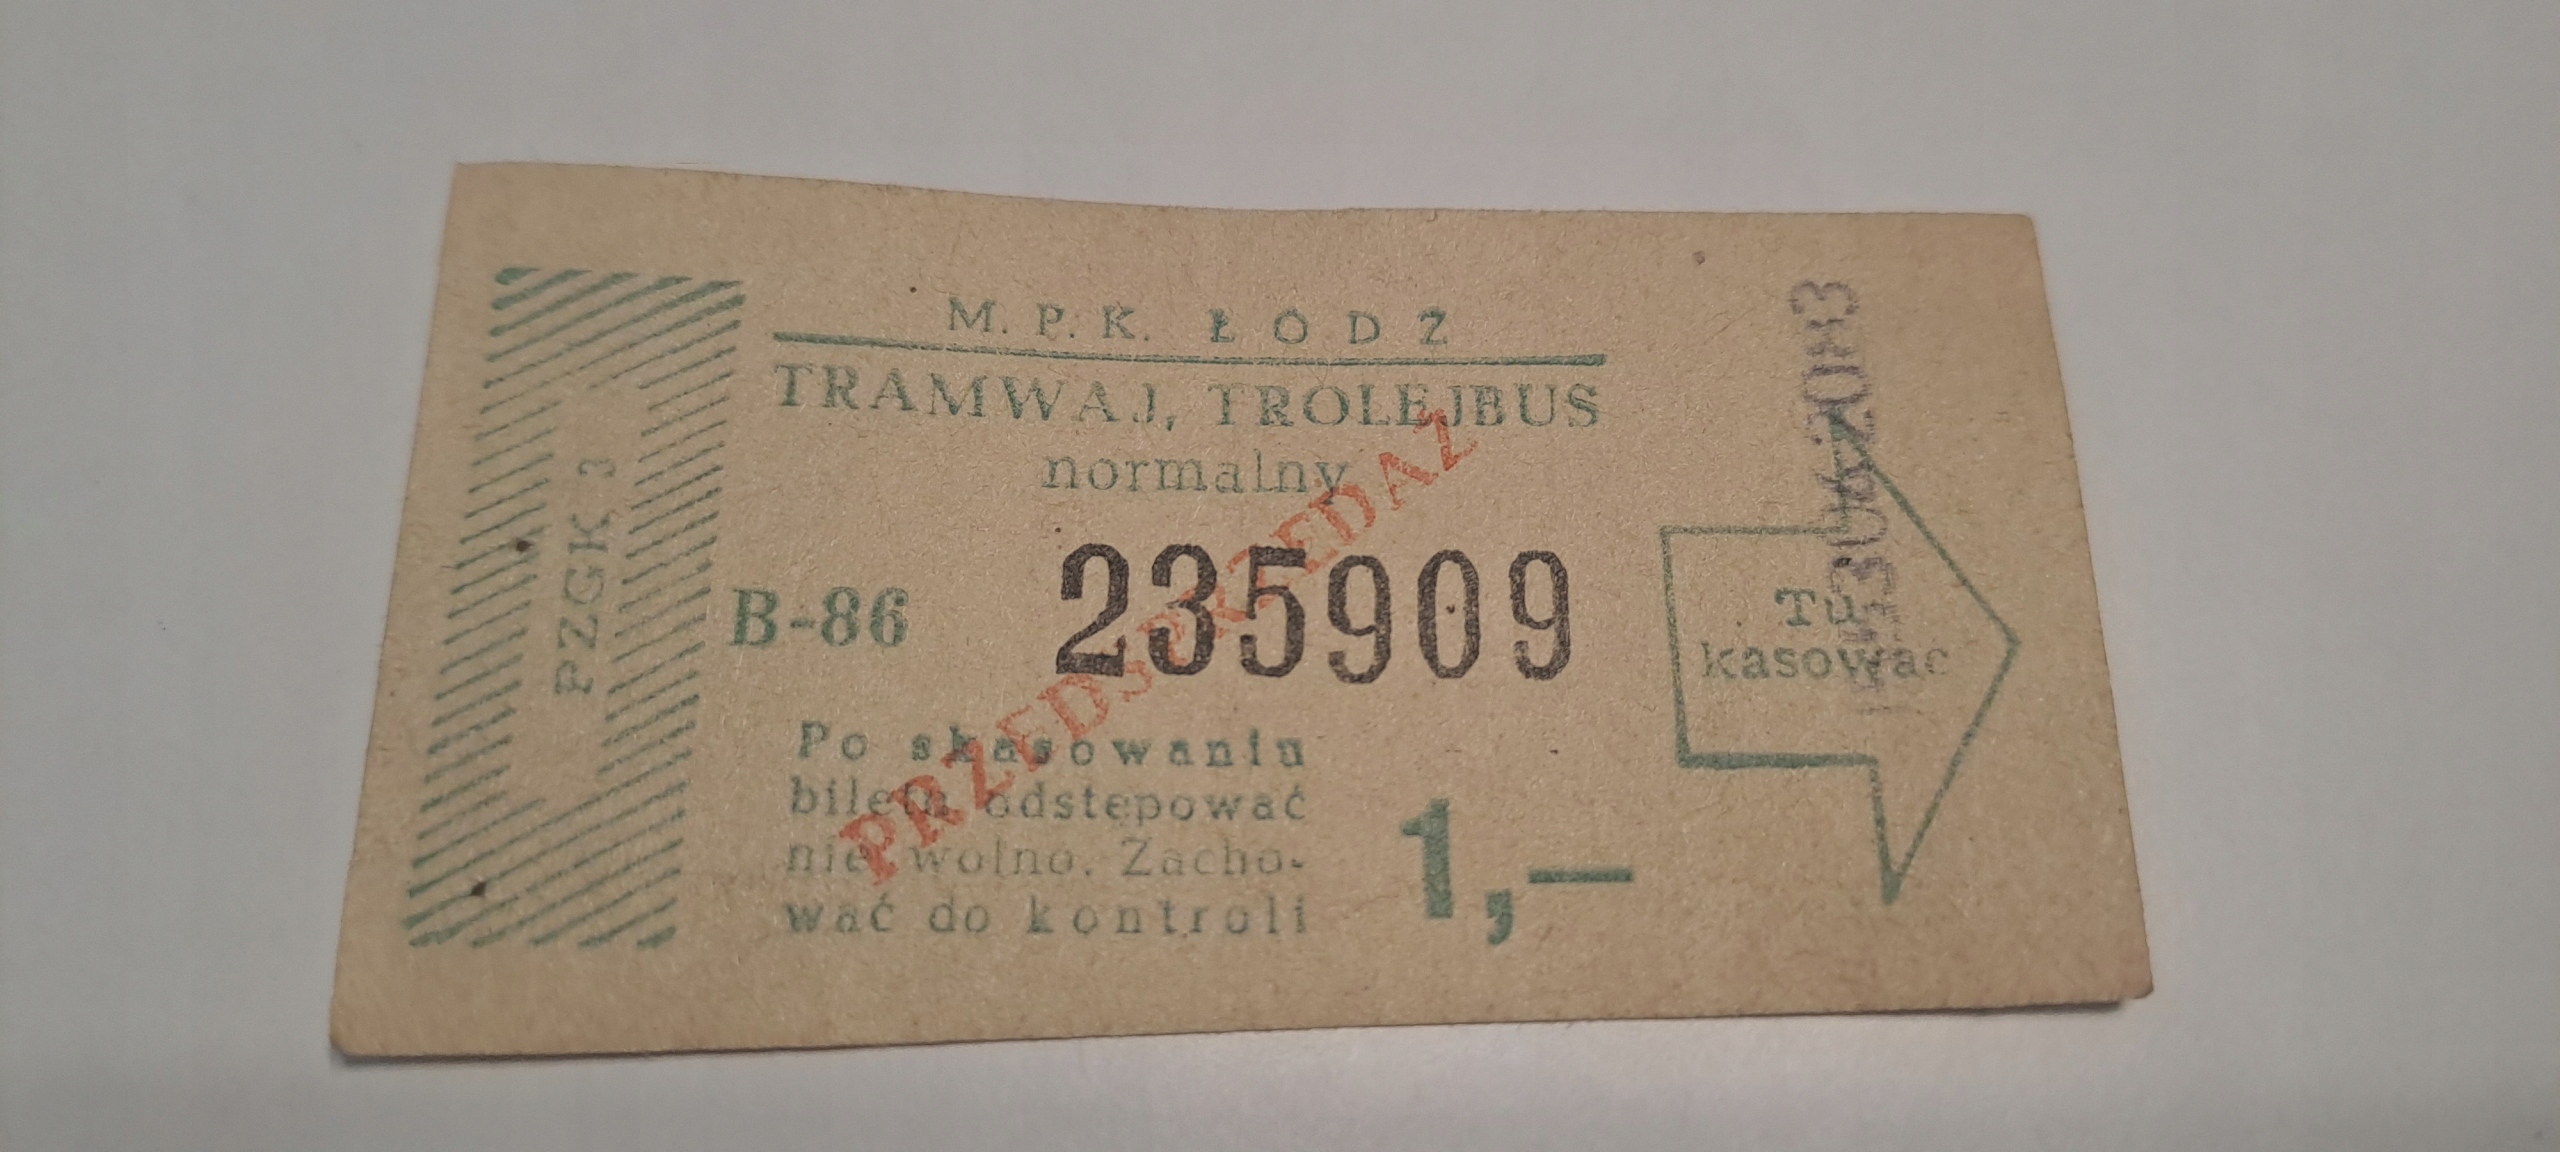 PZGK 3
M. P. K. ŁÓDŹ
TRAMWAJ, TROLEJBUS
normalny
B-86 235909
PRZEDSPRZEDAŻ
Po skasowaniu
biletu odstępować
nie wolno. Zacho-
wać do kontroli
1,—
Tu
kasować